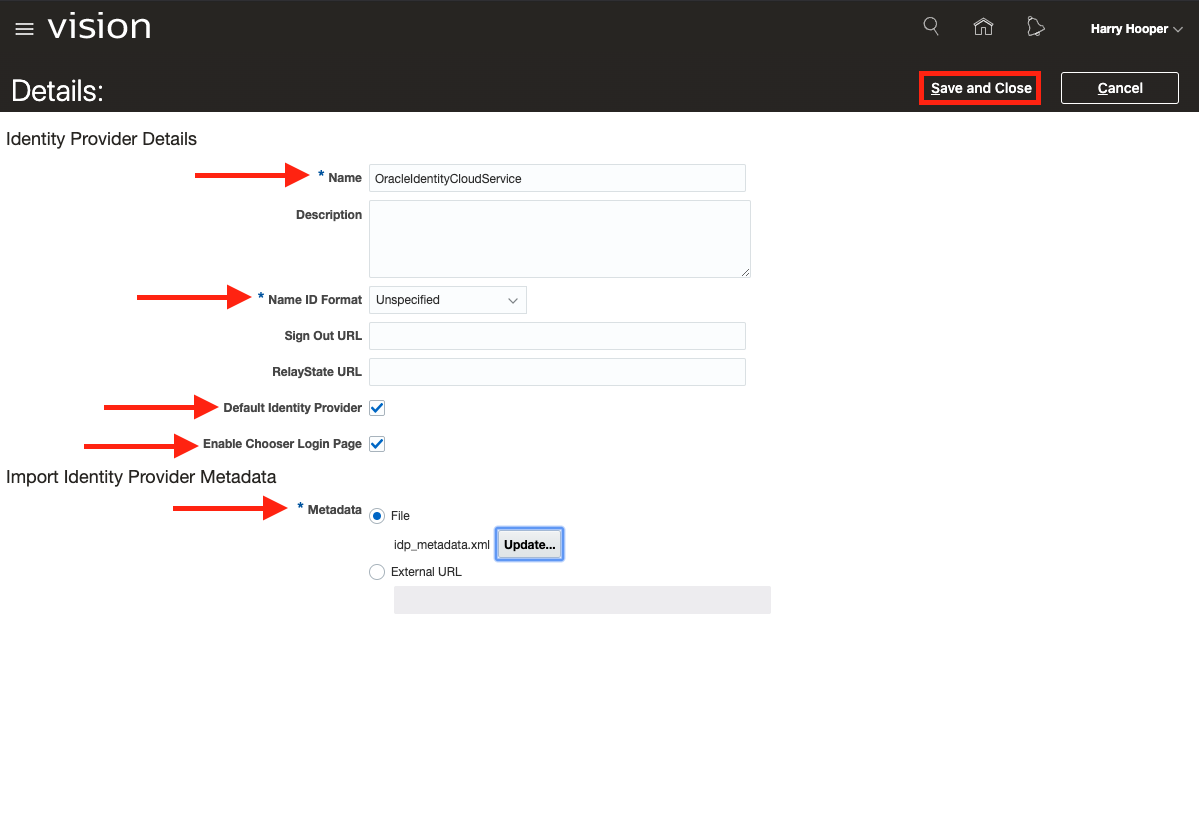 vision
Harry Hooper
Details:
Save and Close
Cancel
Identity Provider Details
* Name OracleIdentityCloudService
Description
* Name ID Format Unspecified
Sign Out URL
RelayState URL
Default Identity Provider
Enable Chooser Login Page
Import Identity Provider Metadata
* Metadata File
idp_metadata.xml Update...
External URL